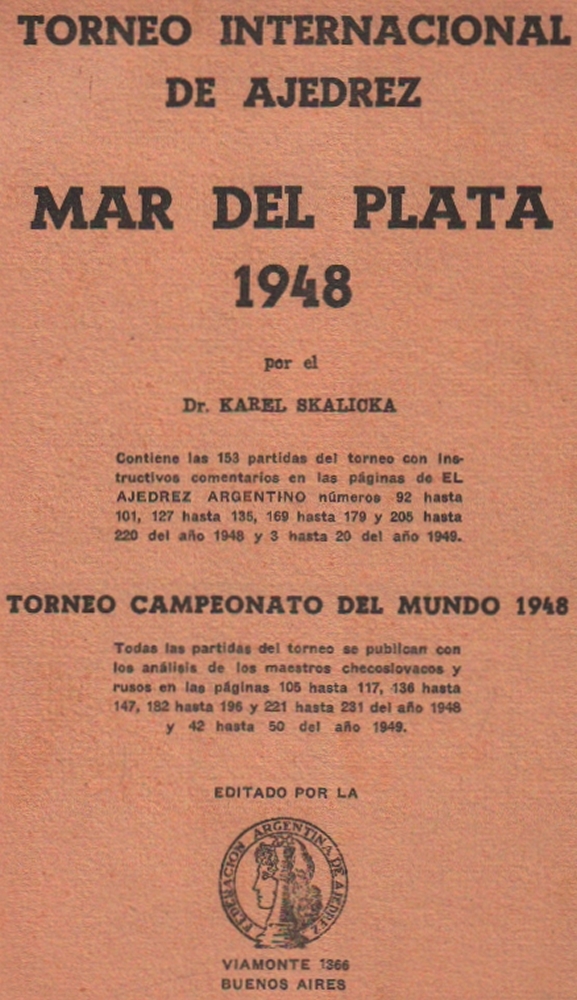 TORNEO INTERNACIONAL
DE AJEDREZ
MAR DEL PLATA
1948
por el
Dr. KAREL SKALICKA
Contiene las 153 partidas del torneo con ins-
tructivos comentarios en las páginas de EL
AJEDREZ ARGENTINO números 92 hasta
101, 127 hasta 135, 169 hasta 179 y 205 hasta
220 del año 1948 y 3 hasta 20 del año 1949.
TORNEO CAMPEONATO DEL MUNDO 1948
Todas las partidas del torneo se publican con
los análisis de los maestros checoslovacos y
rusos en las páginas 105 hasta 117, 136 hasta
147, 182 hasta 196 y 221 hasta 231 del año 1948
y 42 hasta 50 del año 1949.
EDITADO POR LA
FEDERACION ARGENTINA DE AJEDREZ
VIAMONTE 1366
BUENOS AIRES